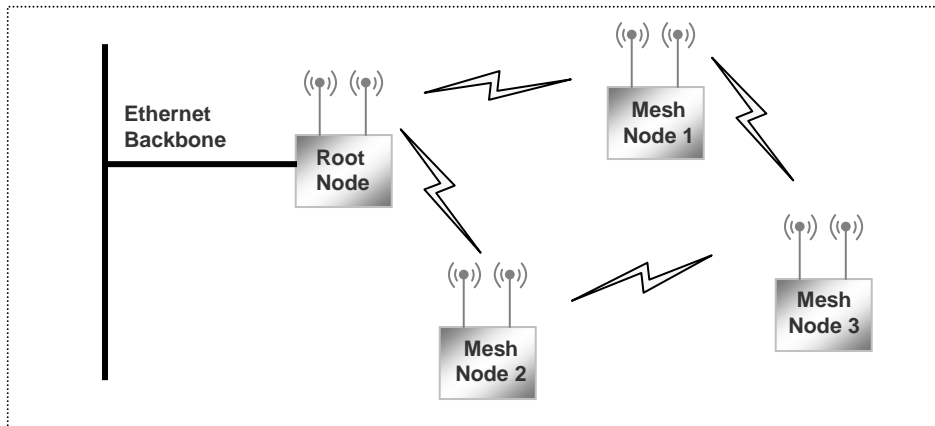 Ethernet
Backbone
Root
Node
Mesh
Node 1
Mesh
Node 2
Mesh
Node 3